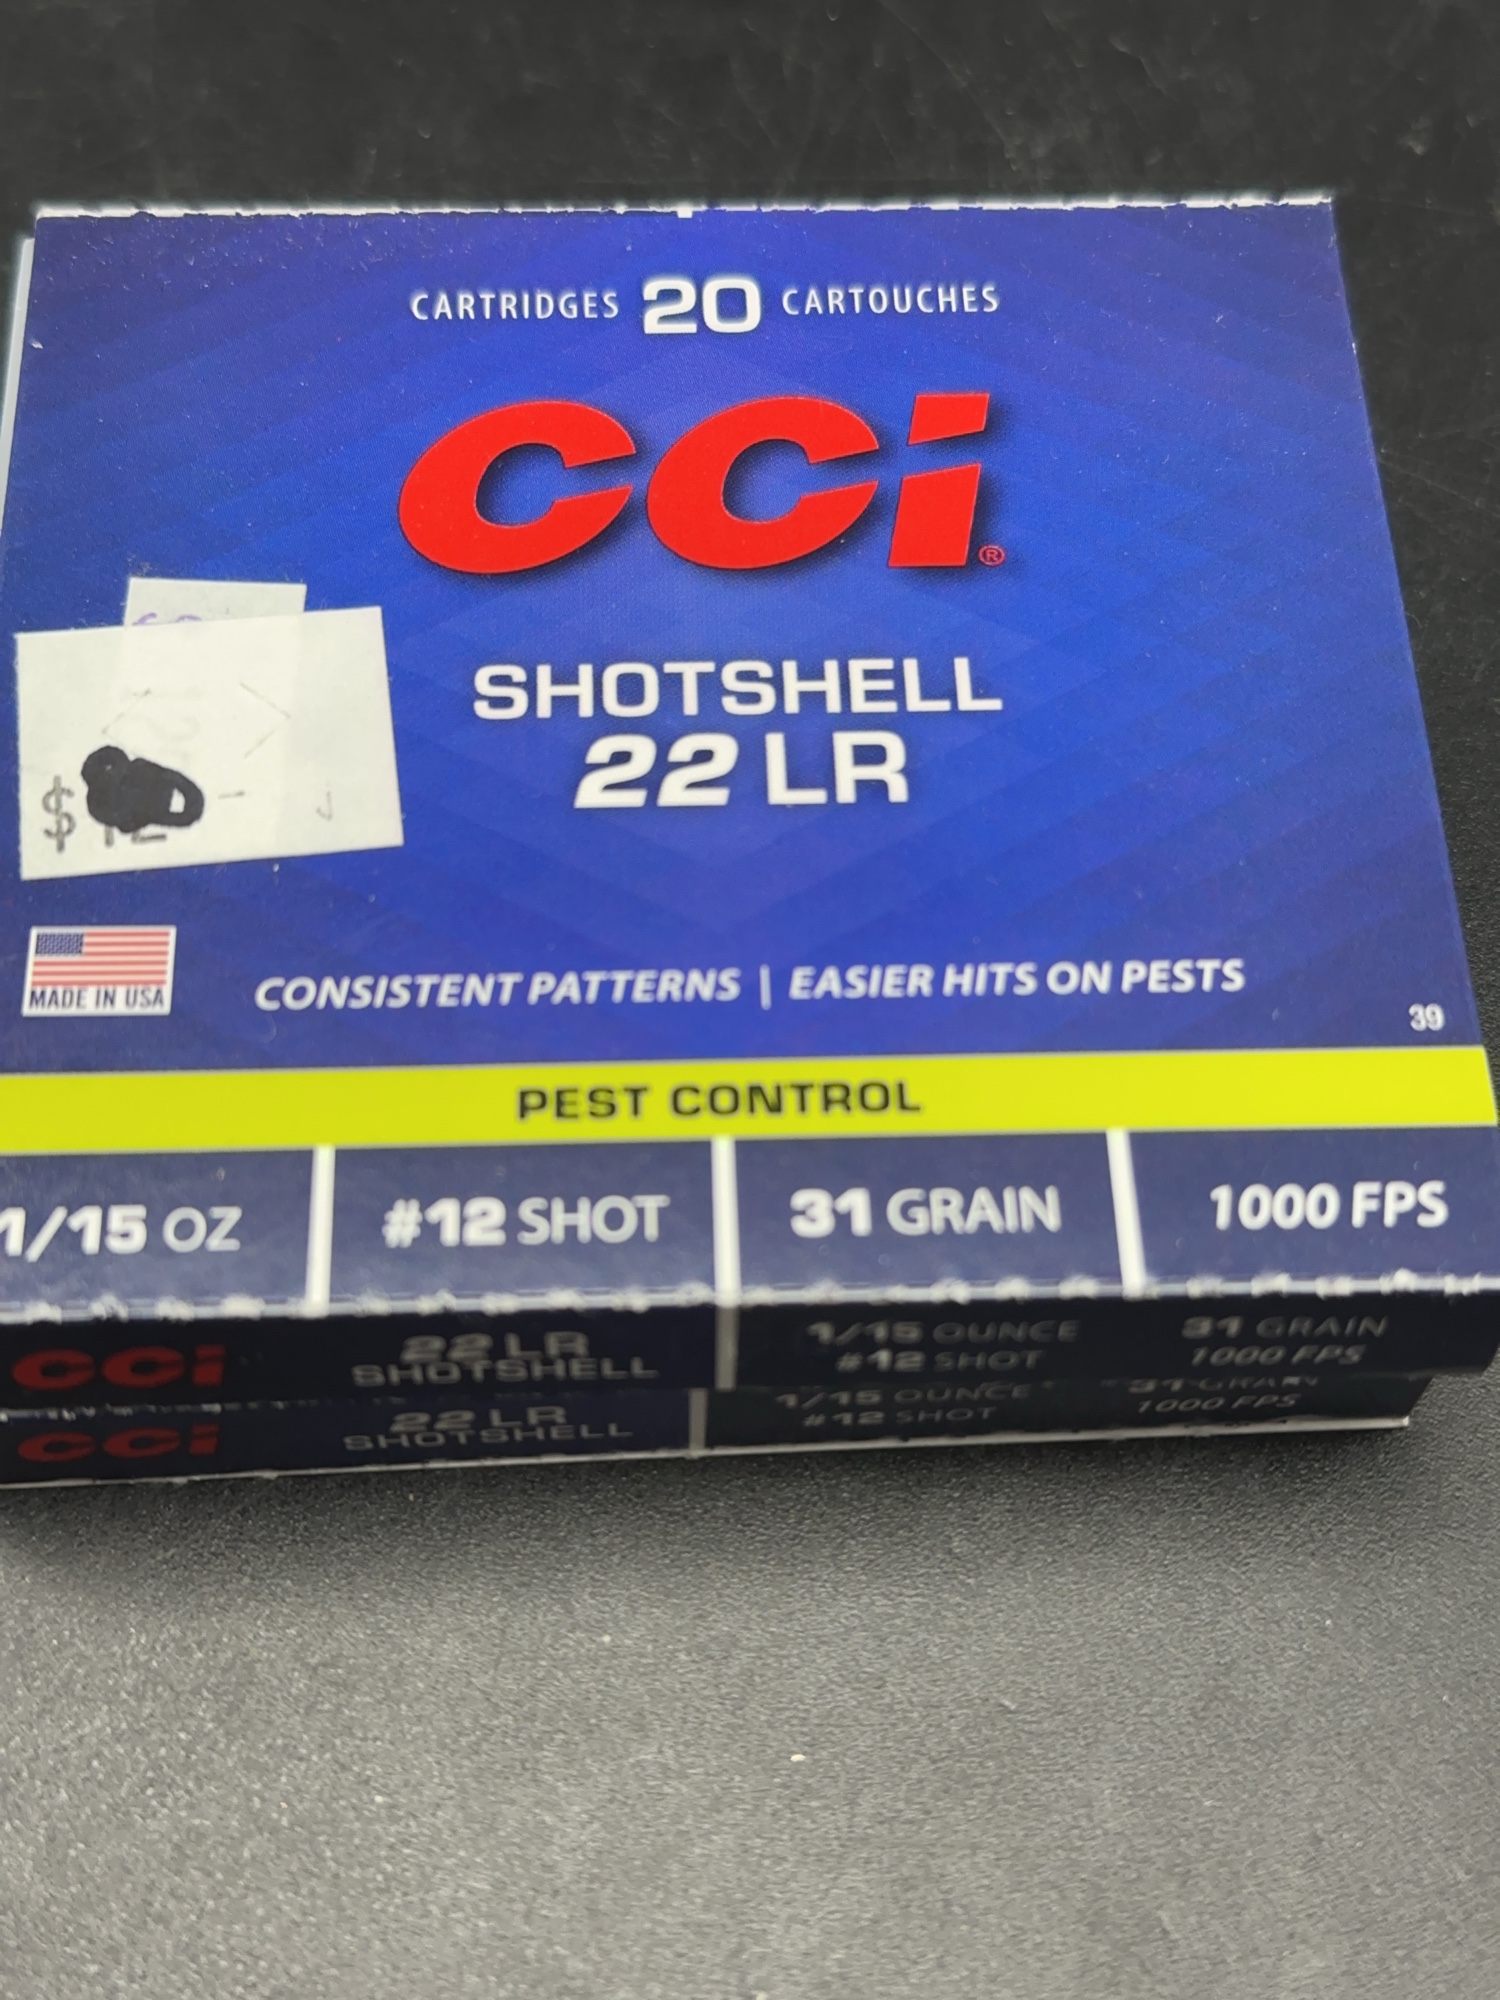 CARTRIDGES 20 CARTOUCHES
CCI®
SHOTSHELL
22 LR
$
MADE IN USA
CONSISTENT PATTERNS | EASIER HITS ON PESTS
39
PEST CONTROL
1/15 OZ
#12 SHOT
31 GRAIN
1000 FPS
CCI
22 LR
SHOTSHELL
1/15 OUNCE
#12 SHOT
31 GRAIN
1000 FPS
CCI
22 LR
SHOTSHELL
1/15 OUNCE
#12 SHOT
31 GRAIN
1000 FPS